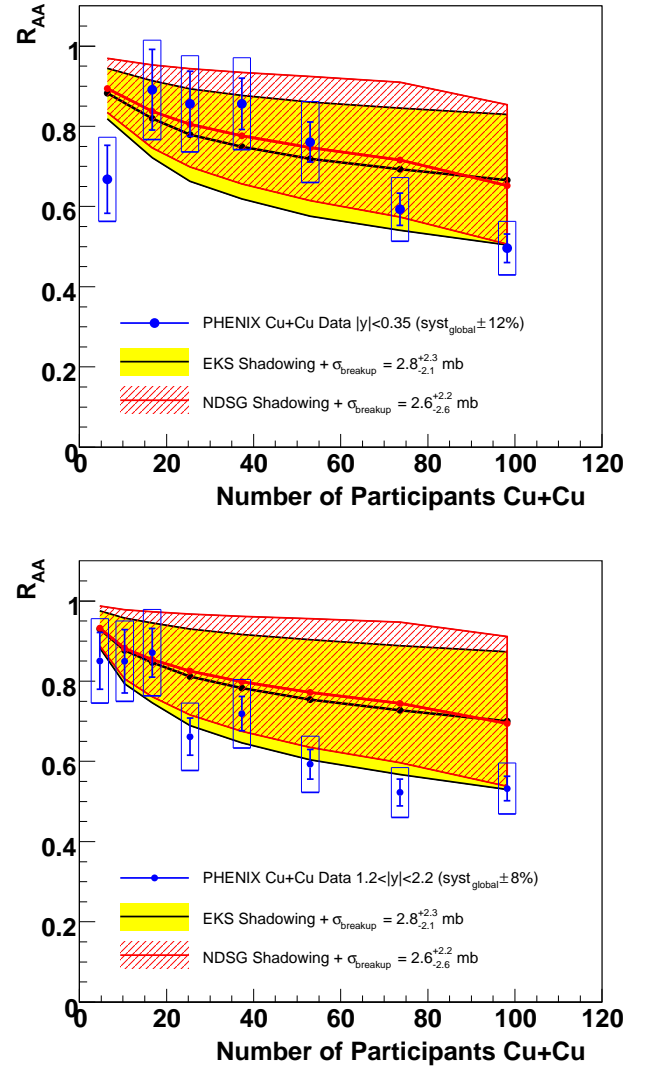 R_AA
1
0.8
0.6
0.4
0.2
0
PHENIX Cu+Cu Data |y|<0.35 (syst_global ± 12%)
EKS Shadowing + σ_breakup = 2.8^{+2.3}_{-2.1} mb
NDSG Shadowing + σ_breakup = 2.6^{+2.2}_{-2.6} mb
0 20 40 60 80 100 120
Number of Participants Cu+Cu
R_AA
1
0.8
0.6
0.4
0.2
0
PHENIX Cu+Cu Data 1.2<|y|<2.2 (syst_global ± 8%)
EKS Shadowing + σ_breakup = 2.8^{+2.3}_{-2.1} mb
NDSG Shadowing + σ_breakup = 2.6^{+2.2}_{-2.6} mb
0 20 40 60 80 100 120
Number of Participants Cu+Cu